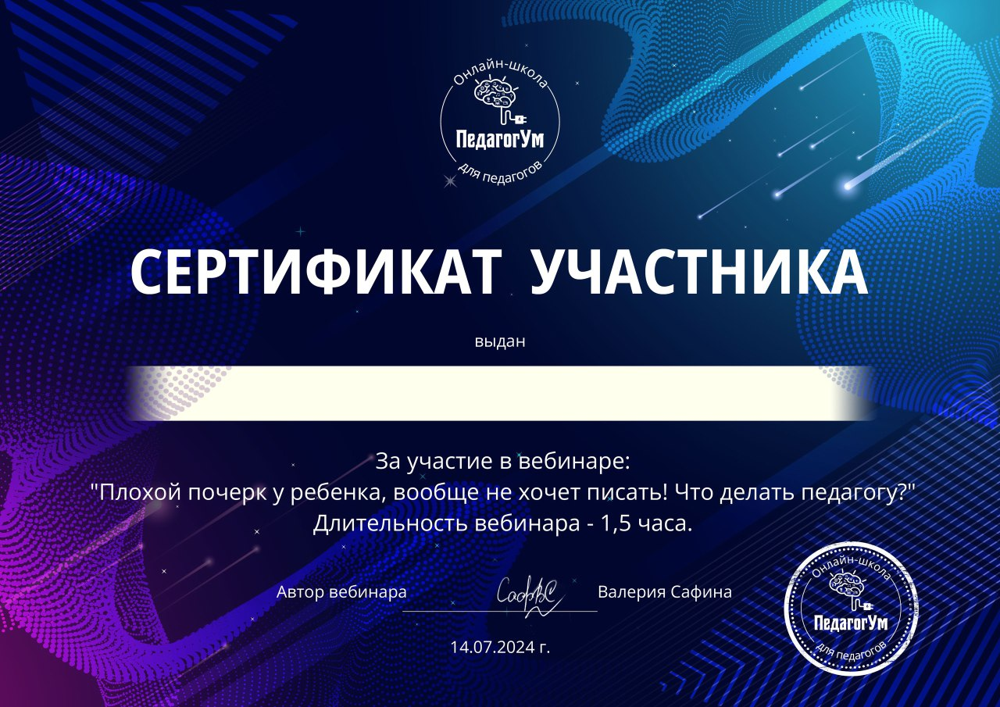 Онлайн-школа
ПедагогУм
для педагогов
СЕРТИФИКАТ УЧАСТНИКА
выдан
За участие в вебинаре:
"Плохой почерк у ребенка, вообще не хочет писать! Что делать педагогу?"
Длительность вебинара - 1,5 часа.
Автор вебинара Валерия Сафина
14.07.2024 г.
Онлайн-школа
ПедагогУм
для педагогов